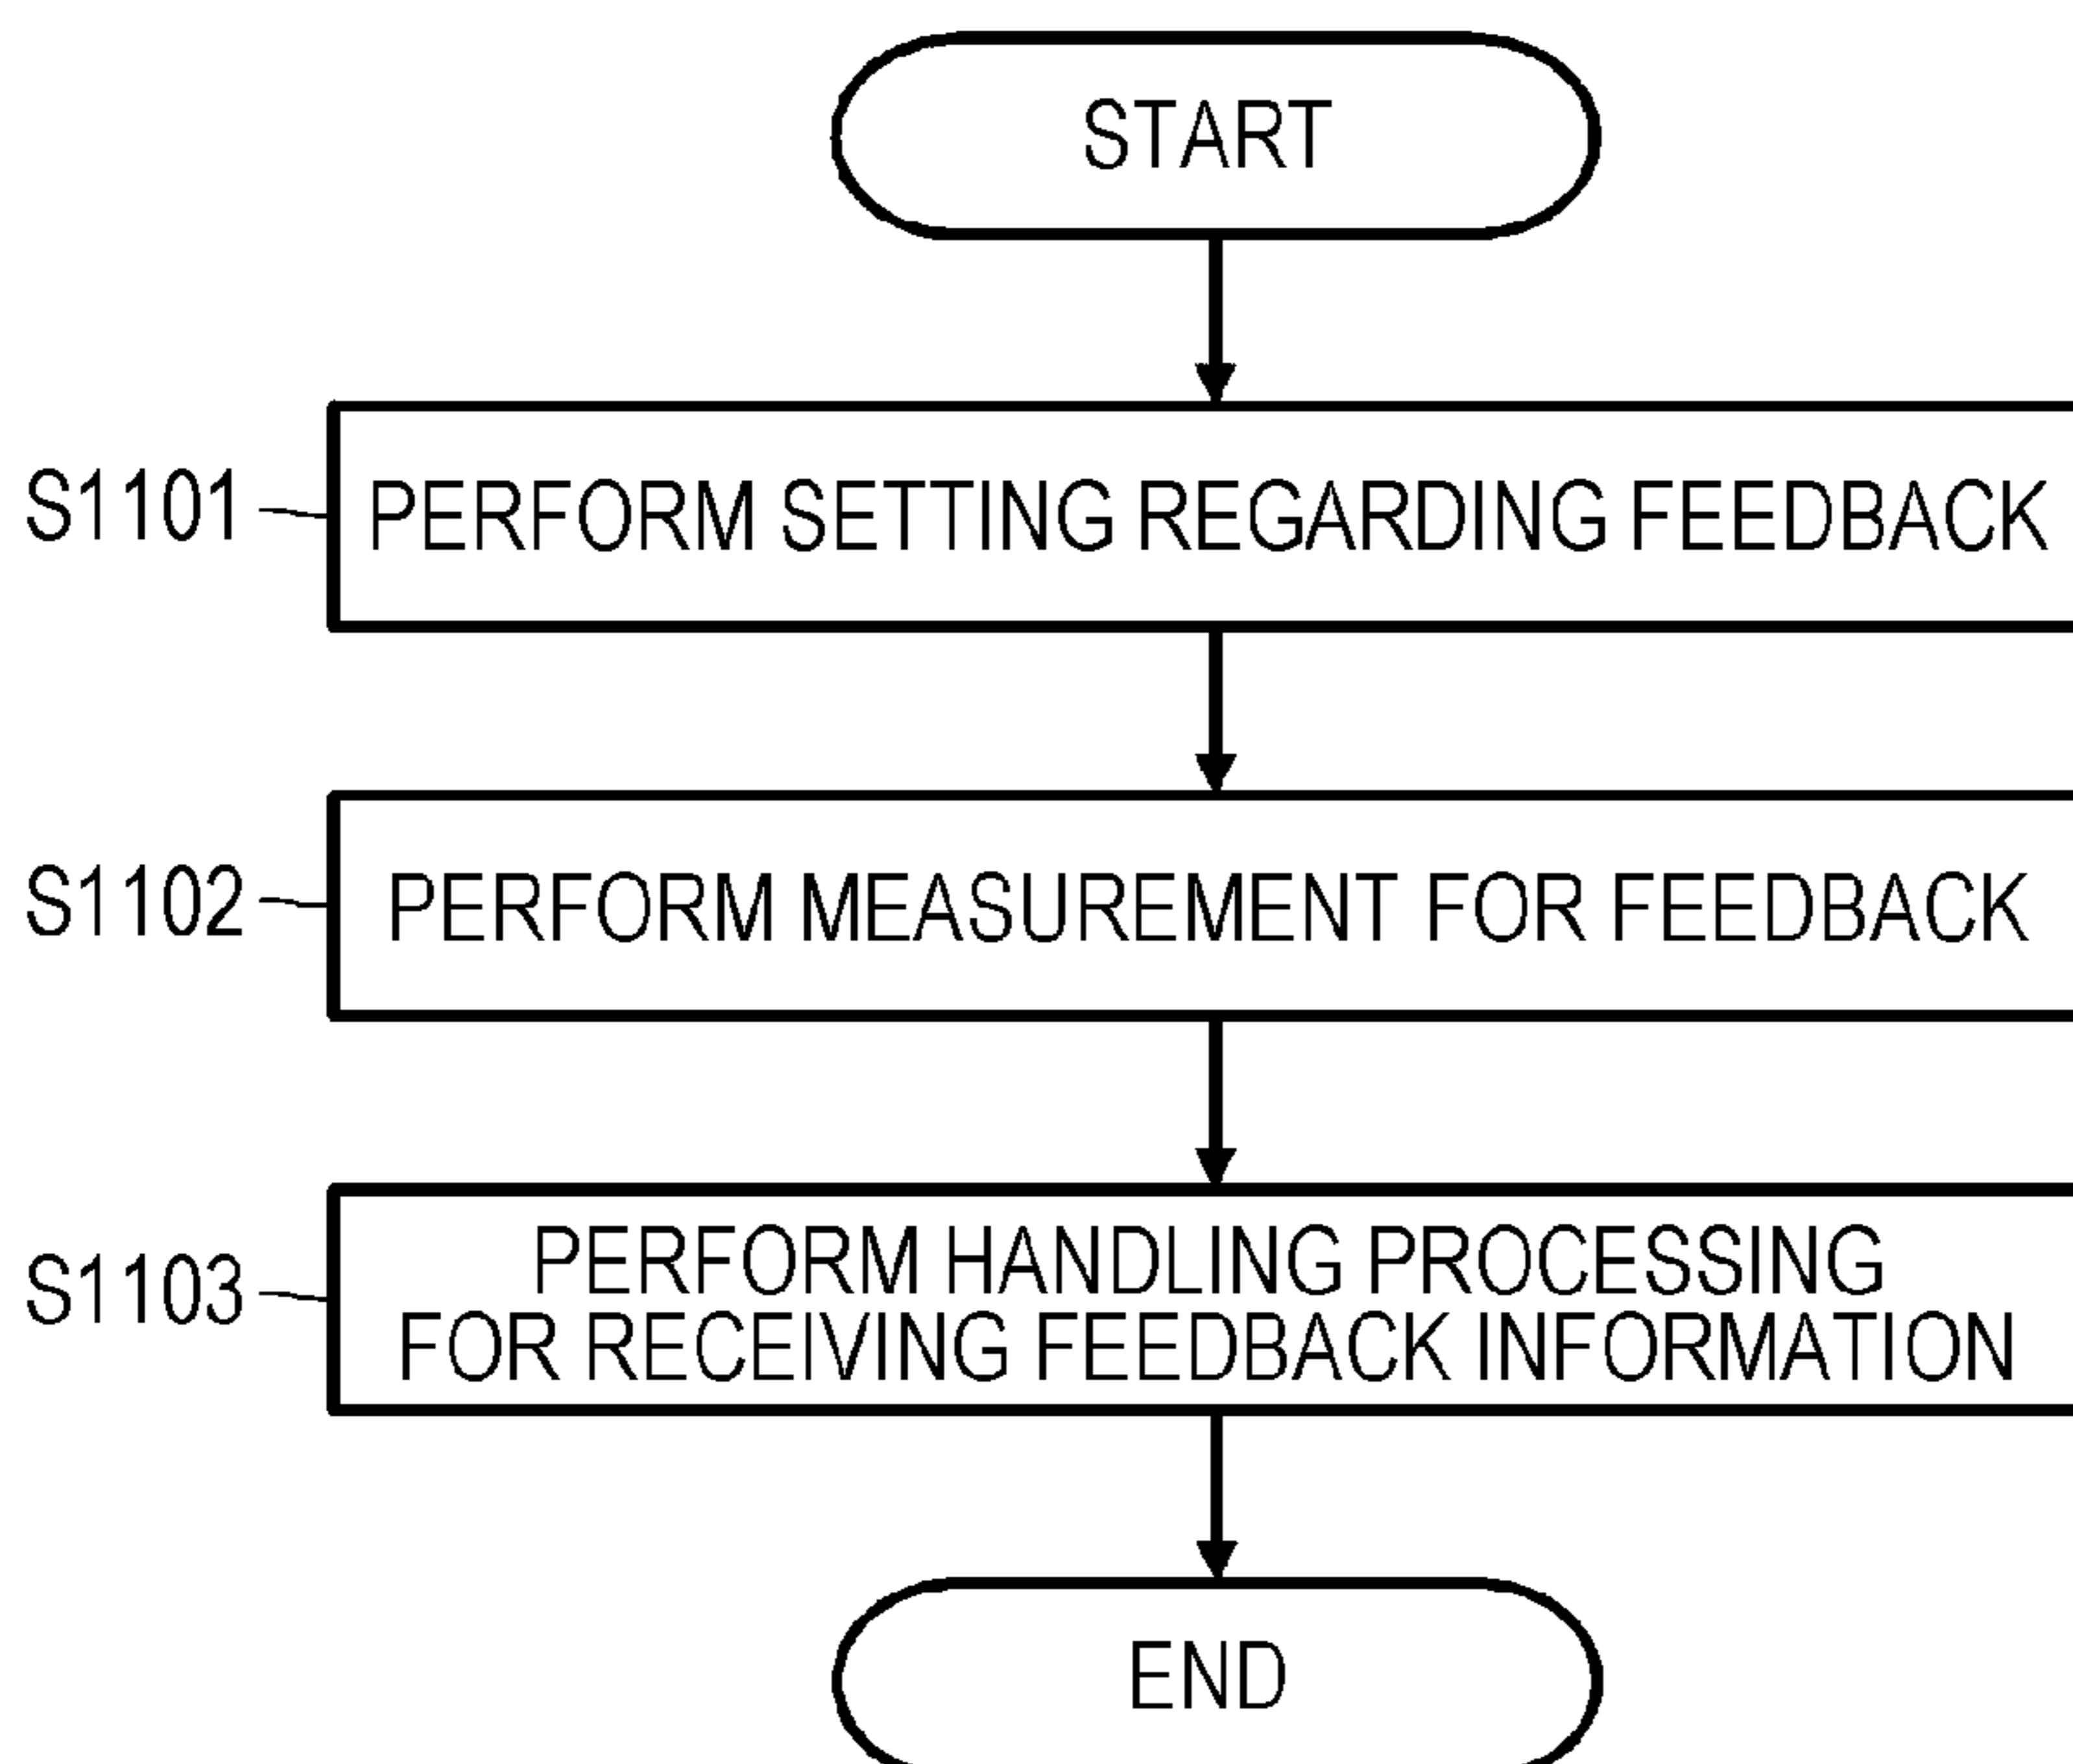 START
S1101
PERFORM SETTING REGARDING FEEDBACK
S1102
PERFORM MEASUREMENT FOR FEEDBACK
S1103
PERFORM HANDLING PROCESSING
FOR RECEIVING FEEDBACK INFORMATION
END